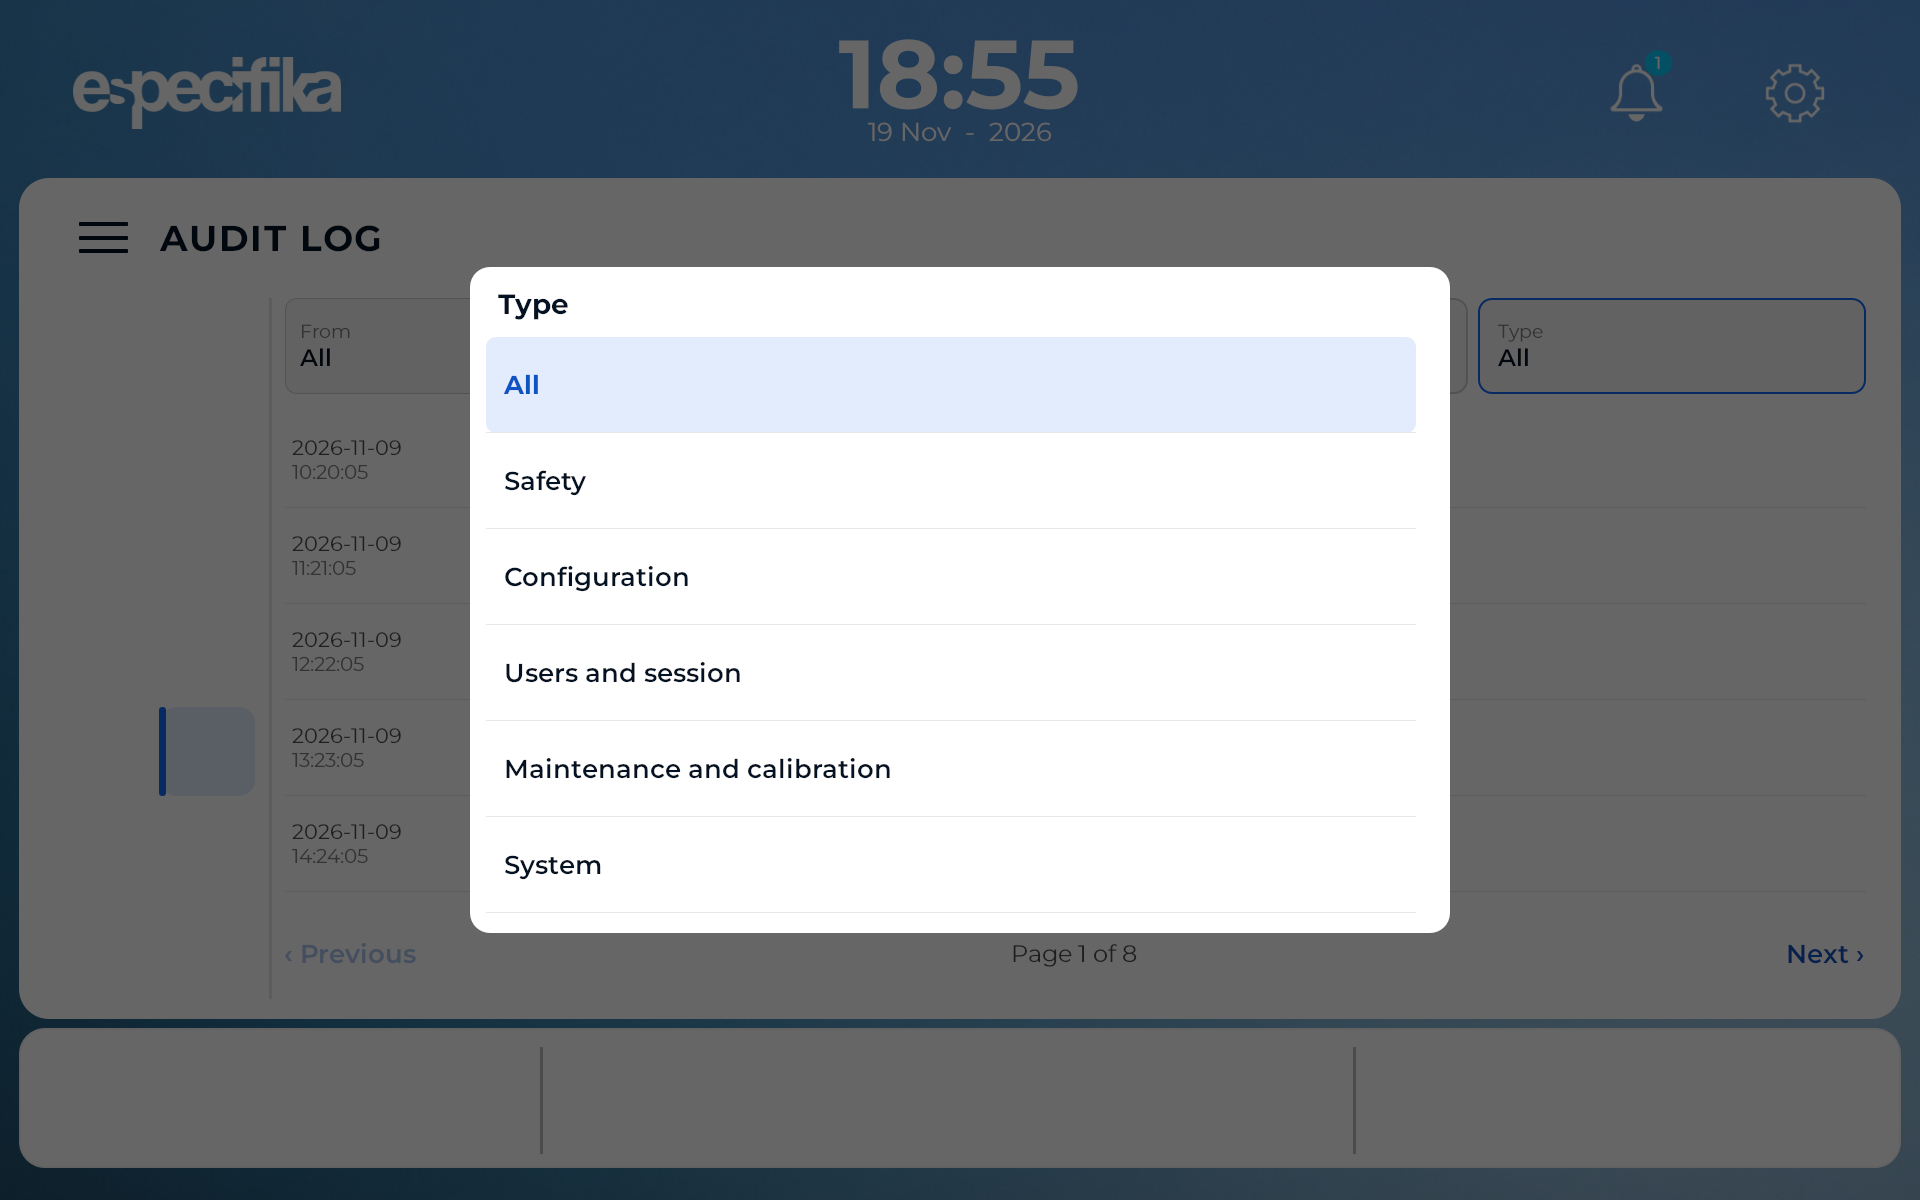 especifika
18:55
19 Nov - 2026
1
AUDIT LOG
From
All
Type
All
Type
All
Safety
Configuration
Users and session
Maintenance and calibration
System
2026-11-09
10:20:05
2026-11-09
11:21:05
2026-11-09
12:22:05
2026-11-09
13:23:05
2026-11-09
14:24:05
‹ Previous
Page 1 of 8
Next ›